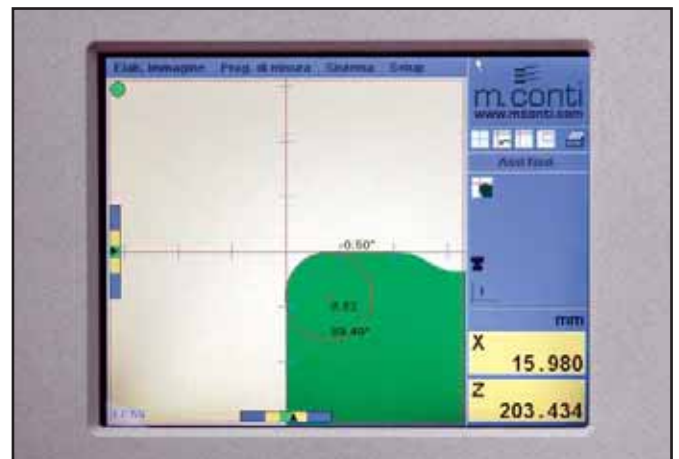 Elab. Immagine Prog. di misura Sistema Setup
m.conti
www.mconti.com
Assi fissi
-0.50°
mm
X
15.980
Z
203.434